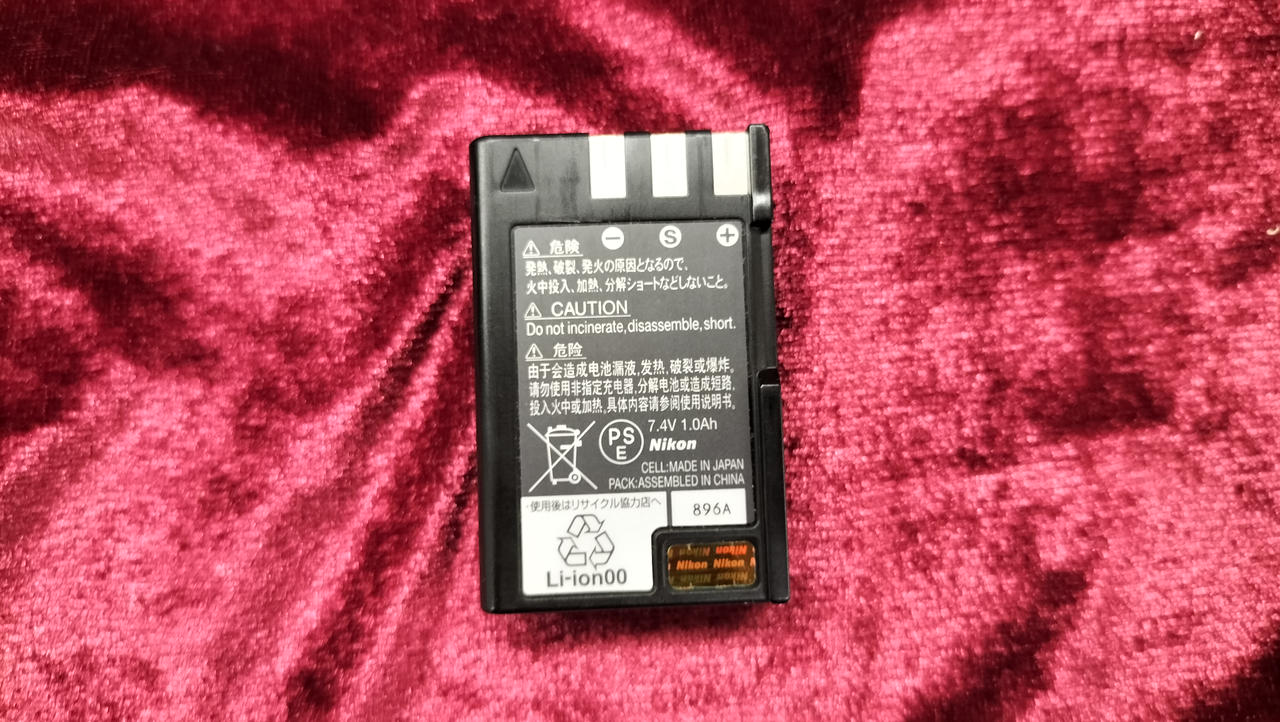 − S +
危険
発熱、破裂、発火の原因となるので、
火中投入、加熱、分解ショートなどしないこと。
CAUTION
Do not incinerate, disassemble, short.
危险
由于会造成电池漏液,发热,破裂或爆炸.
请勿使用非指定充电器,分解电池或造成短路.
投入火中或加热,具体内容请参阅使用说明书。
PS
E
7.4V 1.0Ah
Nikon
CELL:MADE IN JAPAN
PACK:ASSEMBLED IN CHINA
・使用後はリサイクル協力店へ
896A
Li-ion00
Nikon Nikon
Nikon Nikon
Nikon Nikon